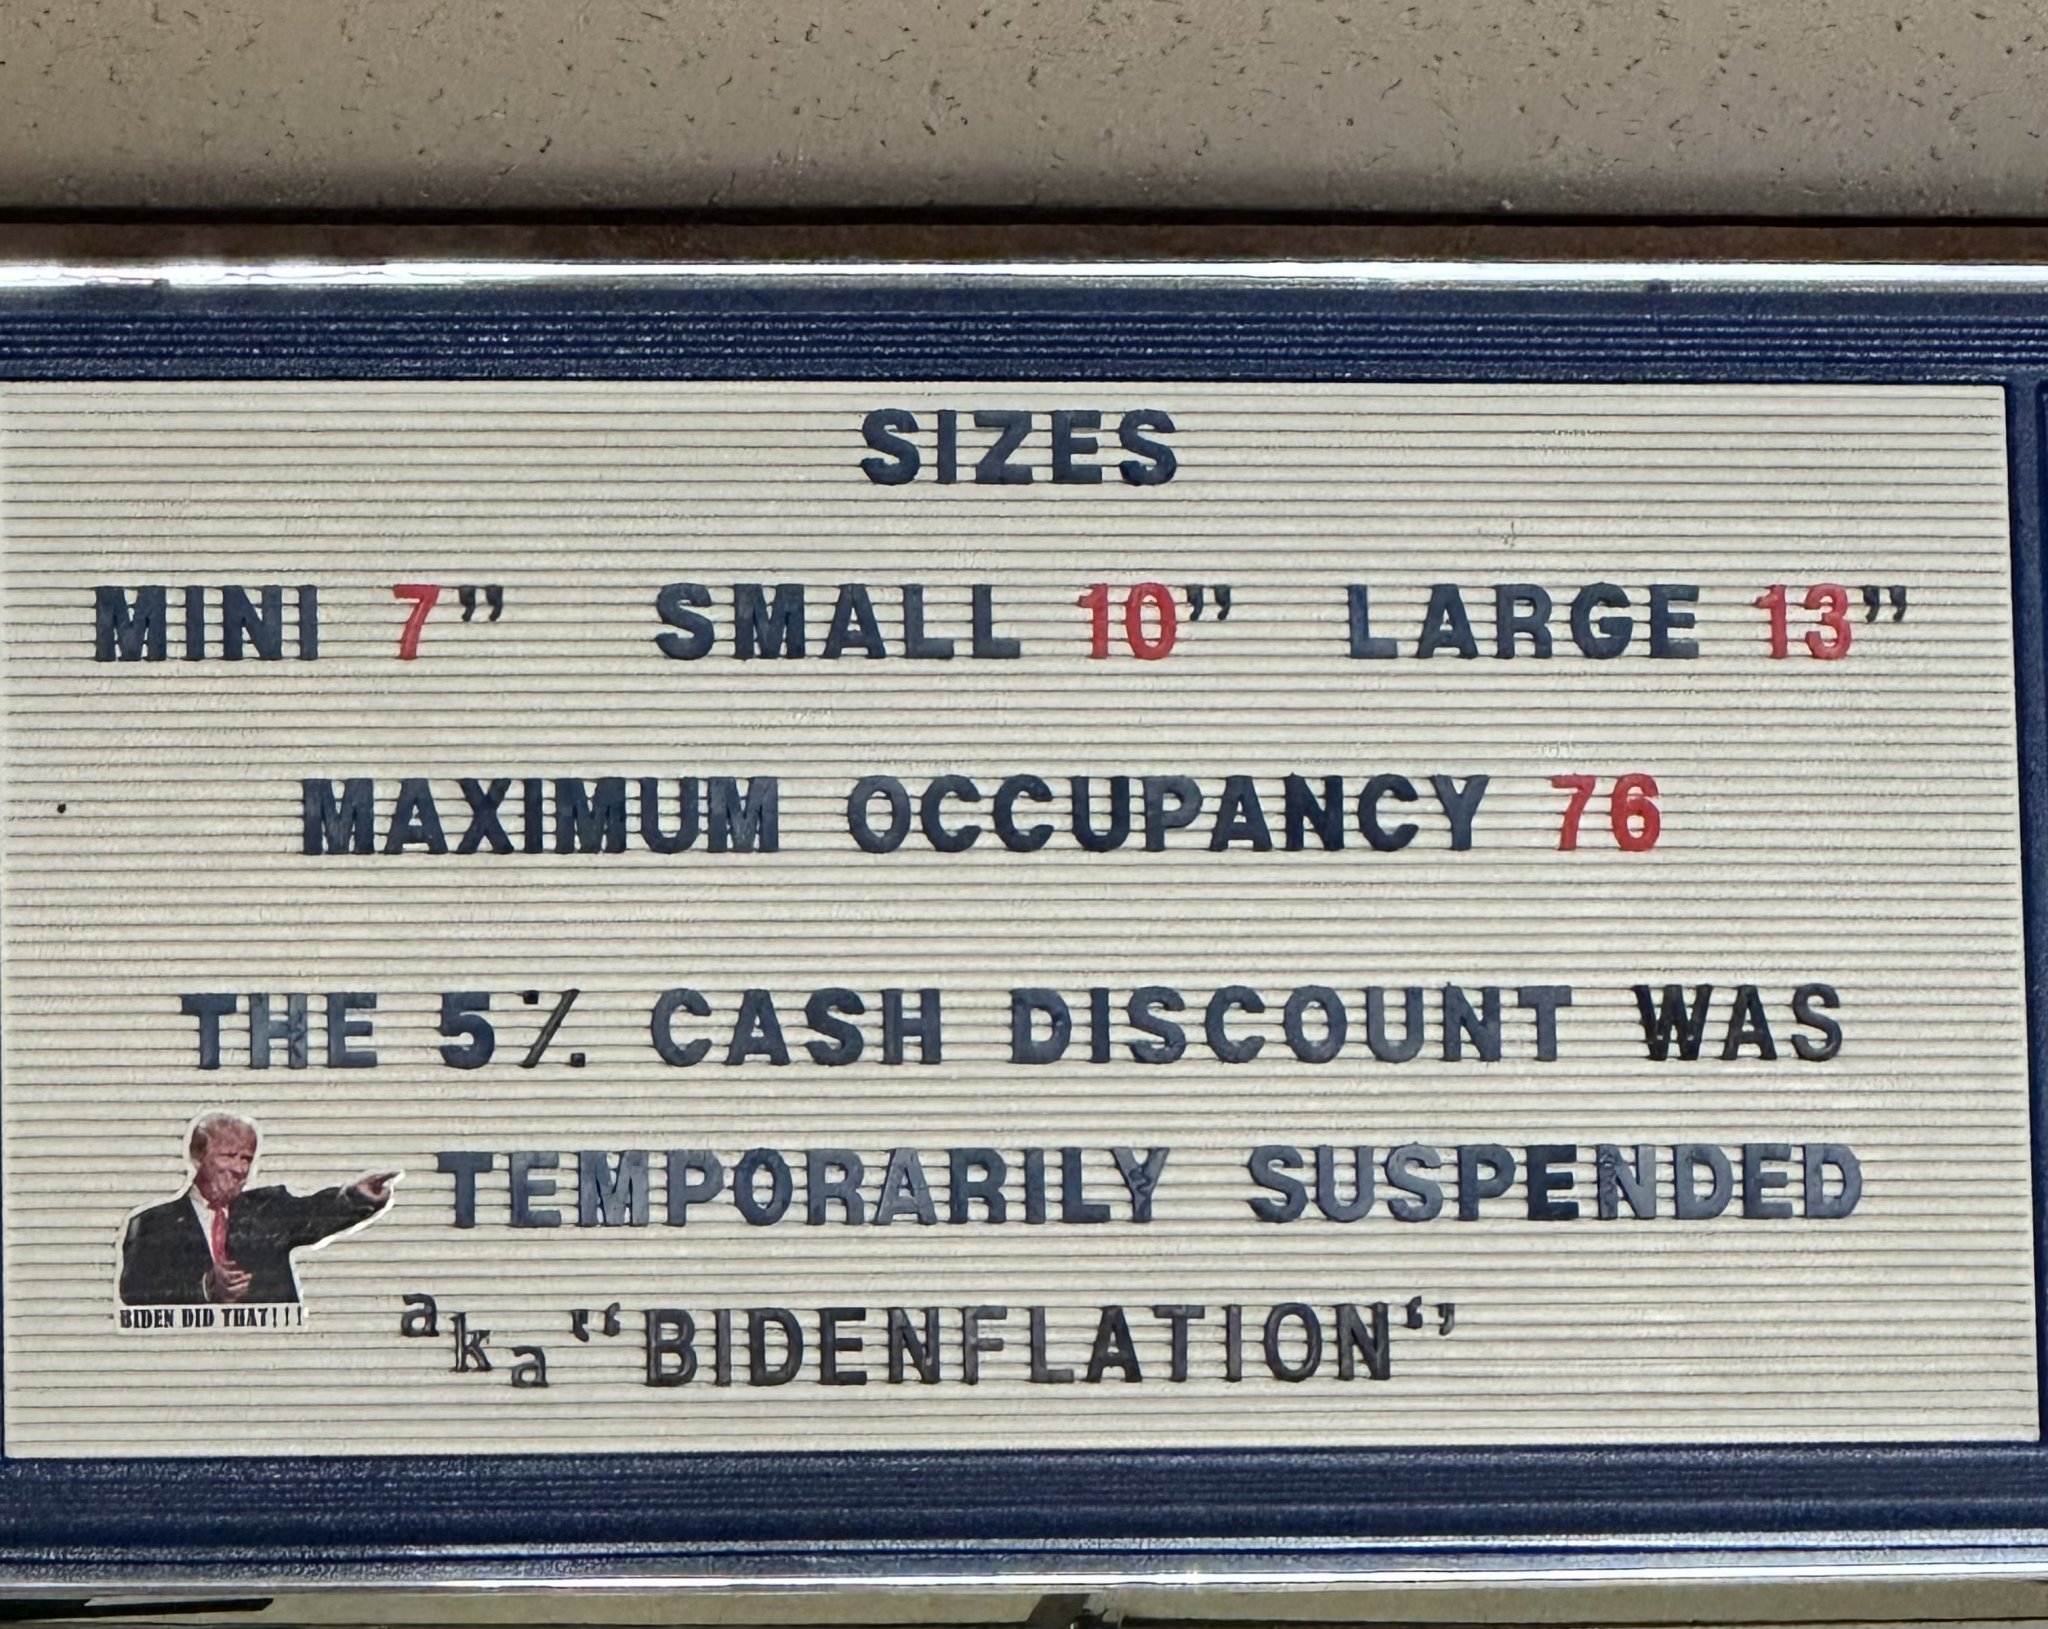 SIZES
MINI 7” SMALL 10” LARGE 13”
MAXIMUM OCCUPANCY 76
THE 5% CASH DISCOUNT WAS
TEMPORARILY SUSPENDED
BIDEN DID THAT!!!
aka "BIDENFLATION"